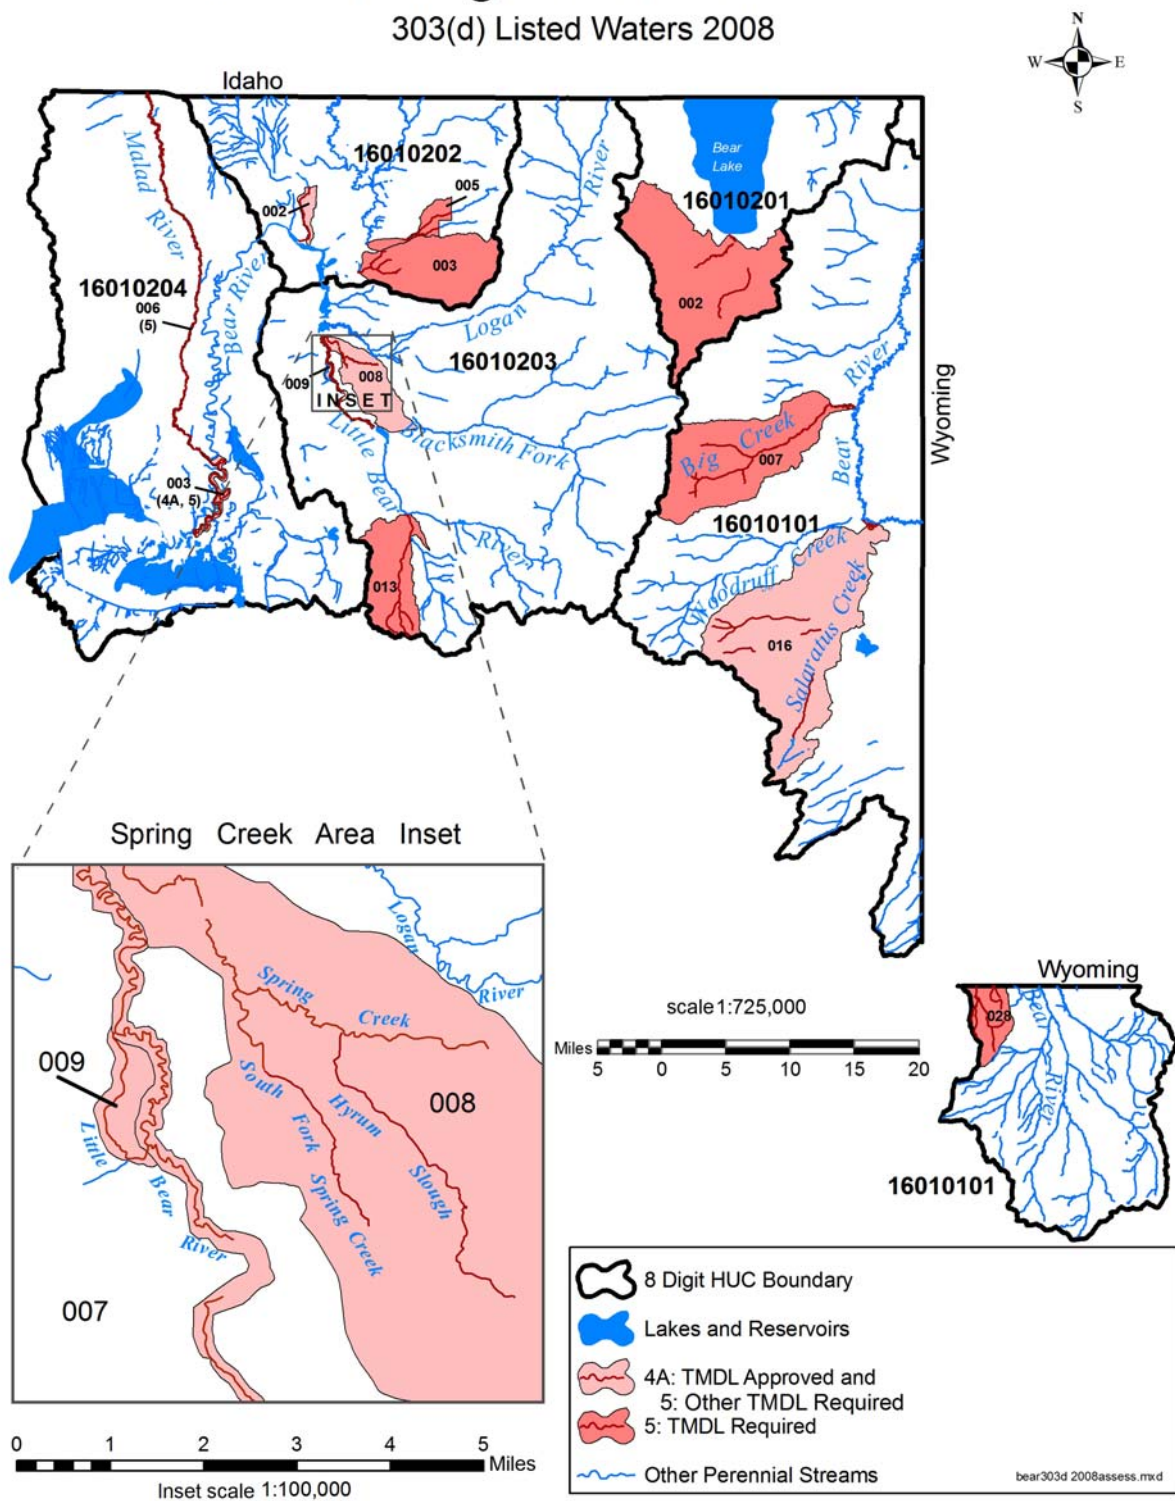 303(d) Listed Waters 2008
N
W E
S
Idaho
Malad
River
16010202
River
Bear
Lake
005
002
16010201
003
Bear River
16010204
006
(5)
002
Logan
16010203
River
Wyoming
009
008
INSET
Little
Bear
Blacksmith Fork
Big Creek
007
Bear
003
(4A, 5)
16010101
River
Woodruff Creek
013
016
Salaratus Creek
Spring Creek Area Inset
Logan
River
Spring
Creek
009
South
Fork
Spring Creek
Hyrum
Slough
008
Little
Bear
River
007
0 1 2 3 4 5
Miles
Inset scale 1:100,000
scale 1:725,000
Miles
5 0 5 10 15 20
Wyoming
028
Bear
River
16010101
8 Digit HUC Boundary
Lakes and Reservoirs
4A: TMDL Approved and
5: Other TMDL Required
5: TMDL Required
Other Perennial Streams
bear303d 2008assess.mxd